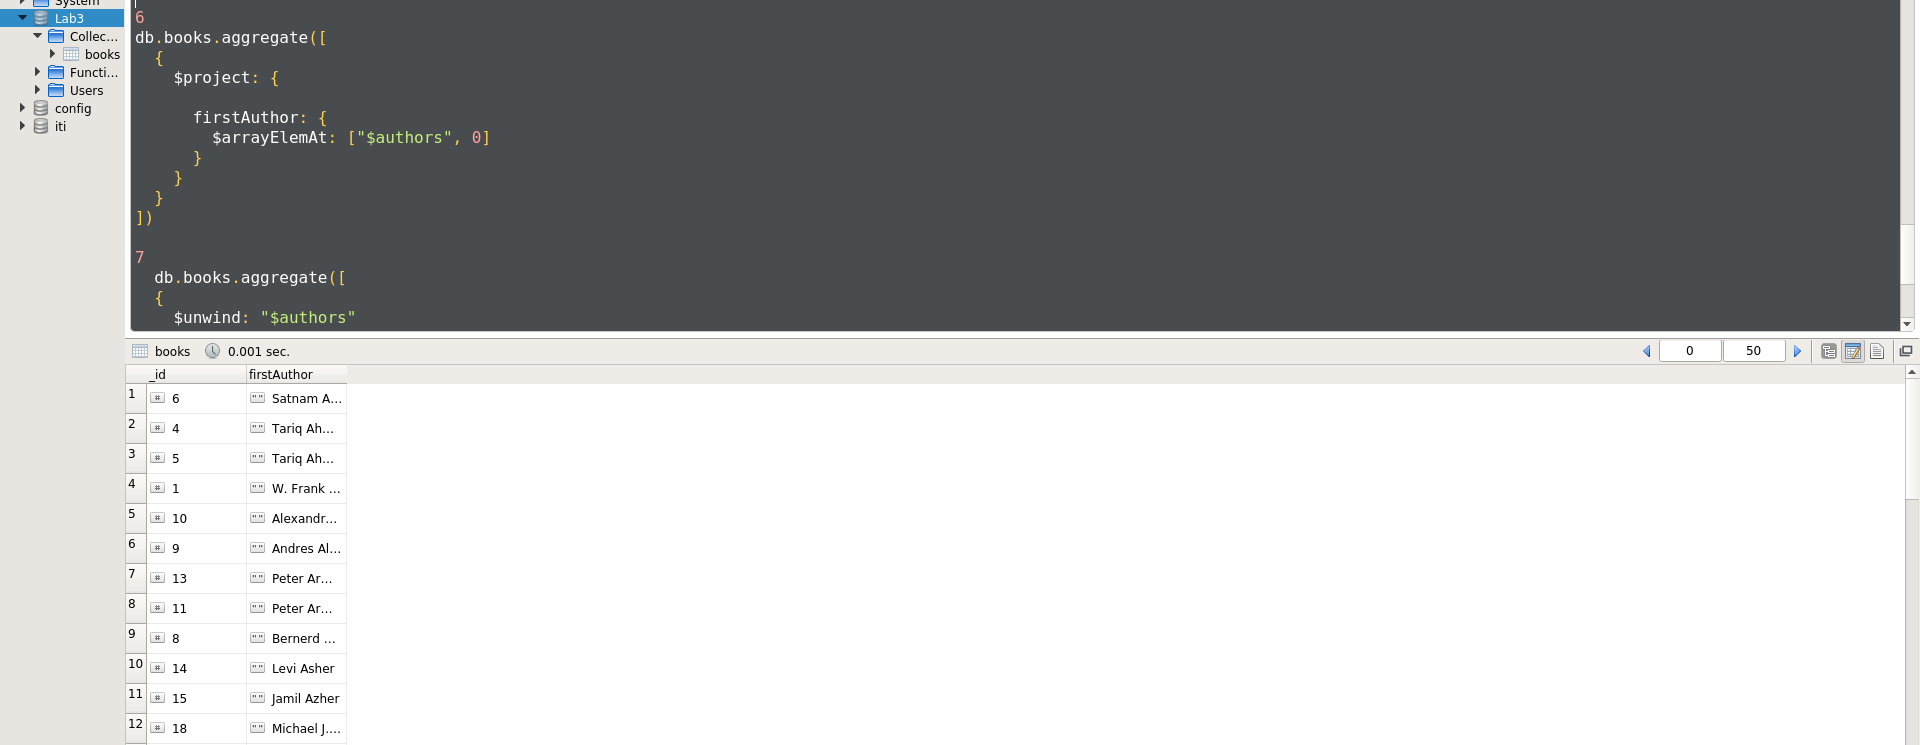 System
Lab3
Collec...
books
Functi...
Users
config
iti
6
db.books.aggregate([
{
$project: {
firstAuthor: {
$arrayElemAt: ["$authors", 0]
}
}
}
])
7
db.books.aggregate([
{
$unwind: "$authors"
books 0.001 sec. 0 50
_id firstAuthor
1 # 6 "" Satnam A...
2 # 4 "" Tariq Ah...
3 # 5 "" Tariq Ah...
4 # 1 "" W. Frank ...
5 # 10 "" Alexandr...
6 # 9 "" Andres Al...
7 # 13 "" Peter Ar...
8 # 11 "" Peter Ar...
9 # 8 "" Bernerd ...
10 # 14 "" Levi Asher
11 # 15 "" Jamil Azher
12 # 18 "" Michael J....